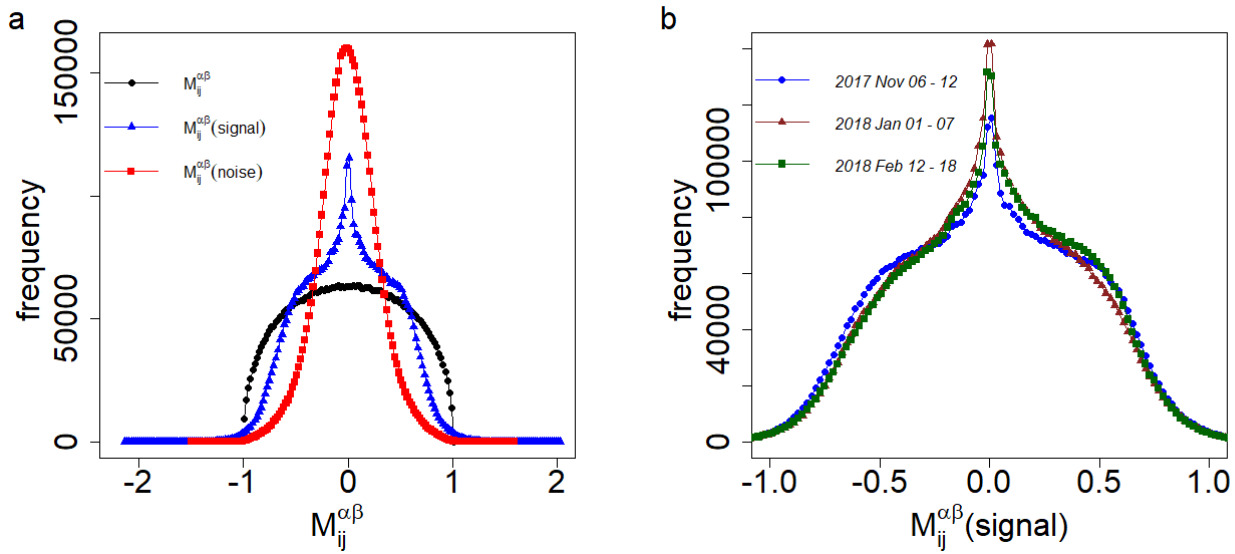 a
frequency
0
50000
150000
M_ij^αβ
M_ij^αβ(signal)
M_ij^αβ(noise)
-2
-1
0
1
2
M_ij^αβ
b
frequency
0
40000
100000
2017 Nov 06 - 12
2018 Jan 01 - 07
2018 Feb 12 - 18
-1.0
-0.5
0.0
0.5
1.0
M_ij^αβ(signal)